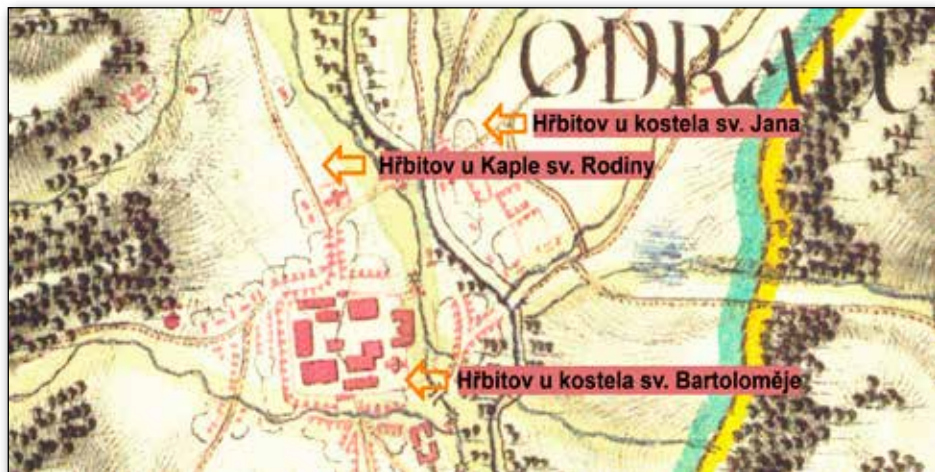 ODRAU
Hřbitov u kostela sv. Jana
Hřbitov u Kaple sv. Rodiny
Hřbitov u kostela sv. Bartoloměje